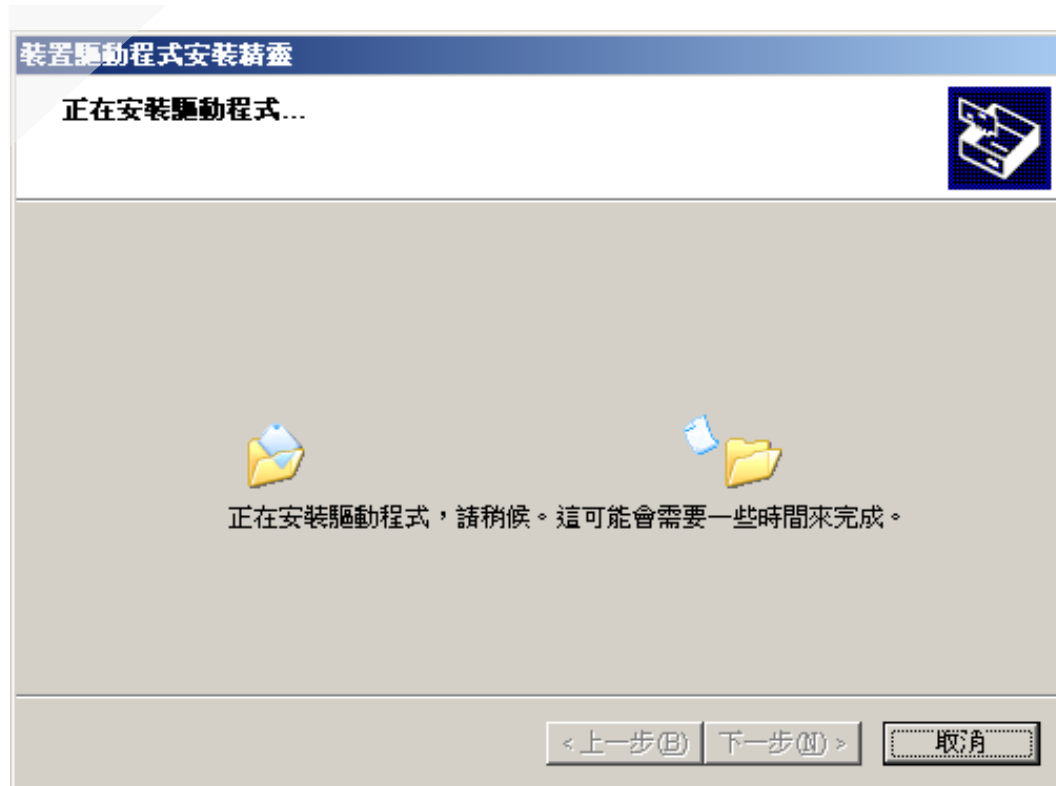 裝置驅動程式安裝精靈
正在安裝驅動程式...
正在安裝驅動程式，請稍候。這可能會需要一些時間來完成。
< 上一步(B)
下一步(N) >
取消